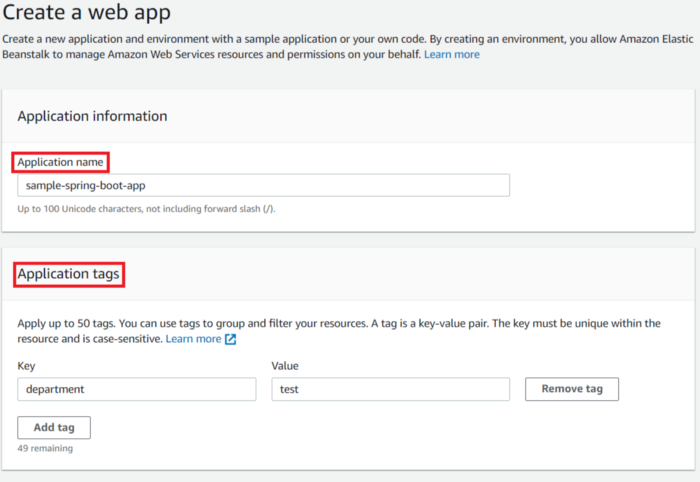 Create a web app
Create a new application and environment with a sample application or your own code. By creating an environment, you allow Amazon Elastic
Beanstalk to manage Amazon Web Services resources and permissions on your behalf. Learn more
Application information
Application name
sample-spring-boot-app
Up to 100 Unicode characters, not including forward slash (/).
Application tags
Apply up to 50 tags. You can use tags to group and filter your resources. A tag is a key-value pair. The key must be unique within the
resource and is case-sensitive. Learn more
Key Value
department test Remove tag
Add tag
49 remaining